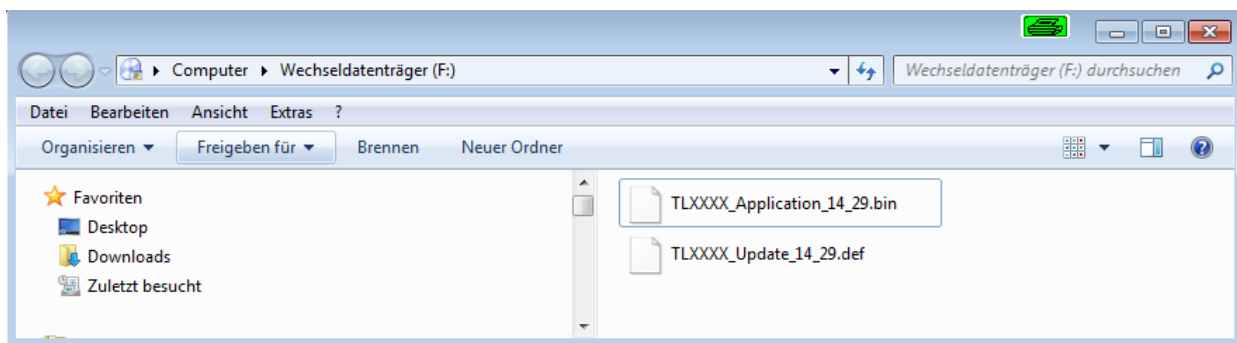 Computer Wechseldatenträger (F:) Wechseldatenträger (F:) durchsuchen
Datei Bearbeiten Ansicht Extras ?
Organisieren Freigeben für Brennen Neuer Ordner
Favoriten
Desktop
Downloads
Zuletzt besucht
TLXXXX_Application_14_29.bin
TLXXXX_Update_14_29.def